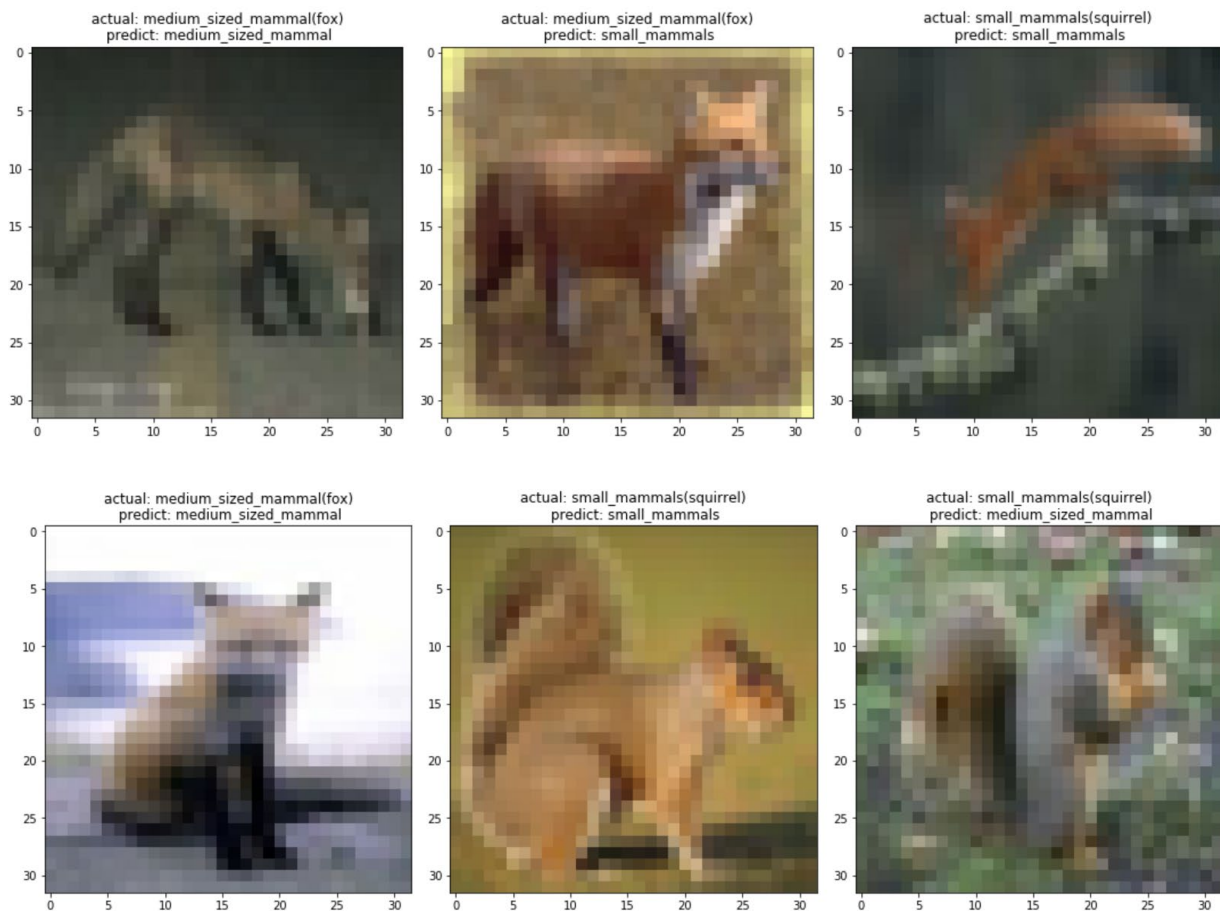 actual: medium_sized_mammal(fox)
predict: medium_sized_mammal
0
5
10
15
20
25
30
0 5 10 15 20 25 30
actual: medium_sized_mammal(fox)
predict: small_mammals
0
5
10
15
20
25
30
0 5 10 15 20 25 30
actual: small_mammals(squirrel)
predict: small_mammals
0
5
10
15
20
25
30
0 5 10 15 20 25 30
actual: medium_sized_mammal(fox)
predict: medium_sized_mammal
0
5
10
15
20
25
30
0 5 10 15 20 25 30
actual: small_mammals(squirrel)
predict: small_mammals
0
5
10
15
20
25
30
0 5 10 15 20 25 30
actual: small_mammals(squirrel)
predict: medium_sized_mammal
0
5
10
15
20
25
30
0 5 10 15 20 25 30